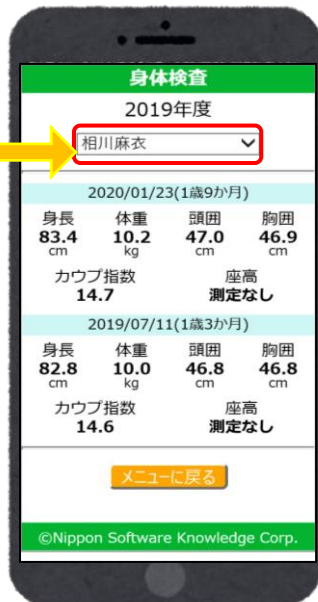 身体検査
2019年度
相川麻衣
2020/01/23(1歳9か月)
身長 体重 頭囲 胸囲
83.4 10.2 47.0 46.9
cm kg cm cm
カウプ指数 座高
14.7 測定なし
2019/07/11(1歳3か月)
身長 体重 頭囲 胸囲
82.8 10.0 46.8 46.8
cm kg cm cm
カウプ指数 座高
14.6 測定なし
メニューに戻る
©Nippon Software Knowledge Corp.